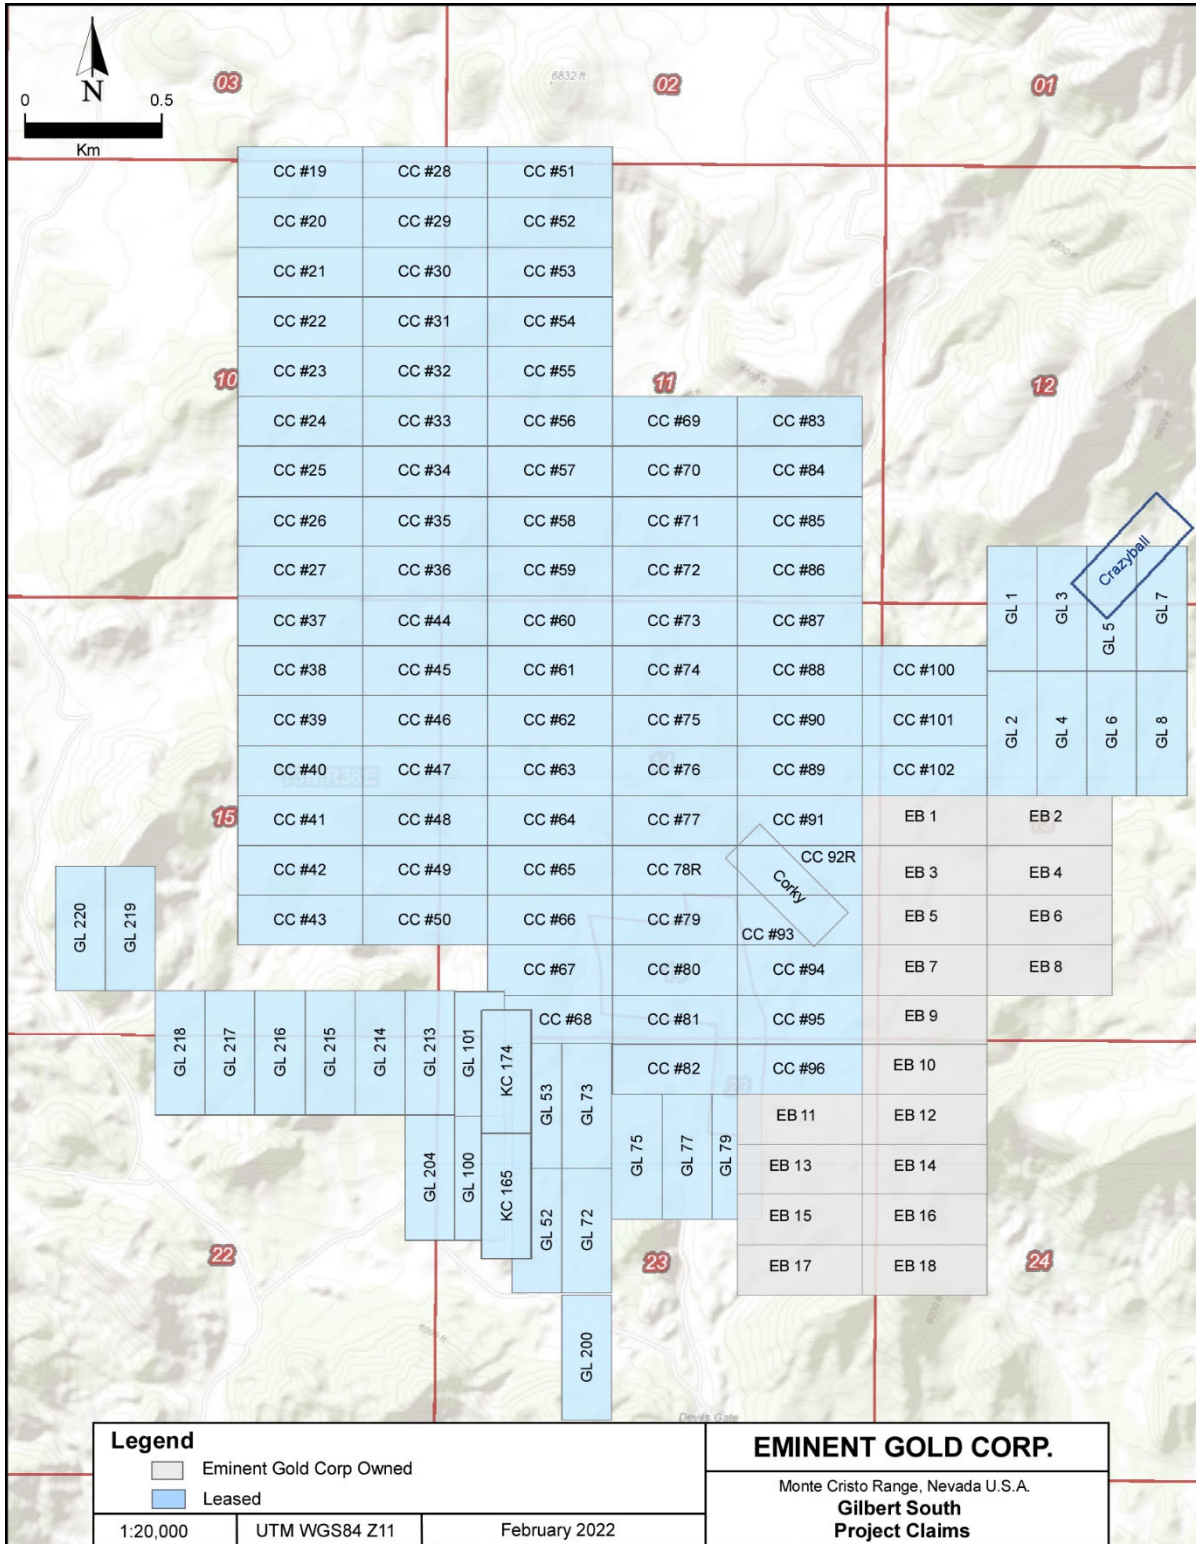 N
0 0.5
Km
03
02
01
6832 ft
CC #19 CC #28 CC #51
CC #20 CC #29 CC #52
CC #21 CC #30 CC #53
CC #22 CC #31 CC #54
10
11
12
CC #23 CC #32 CC #55
CC #24 CC #33 CC #56 CC #69 CC #83
CC #25 CC #34 CC #57 CC #70 CC #84
CC #26 CC #35 CC #58 CC #71 CC #85
CC #27 CC #36 CC #59 CC #72 CC #86
Crazyball
GL 1 GL 3 GL 5 GL 7
CC #37 CC #44 CC #60 CC #73 CC #87
CC #38 CC #45 CC #61 CC #74 CC #88 CC #100
CC #39 CC #46 CC #62 CC #75 CC #90 CC #101
GL 2 GL 4 GL 6 GL 8
CC #40 CC #47 CC #63 CC #76 CC #89 CC #102
15
CC #41 CC #48 CC #64 CC #77 CC #91 EB 1 EB 2
CC 92R
CC #42 CC #49 CC #65 CC 78R Corky EB 3 EB 4
CC #43 CC #50 CC #66 CC #79 CC #93 EB 5 EB 6
GL 220 GL 219
CC #67 CC #80 CC #94 EB 7 EB 8
CC #68 CC #81 CC #95 EB 9
GL 218 GL 217 GL 216 GL 215 GL 214 GL 213 GL 101 KC 174
GL 53 GL 73
CC #82 CC #96 EB 10
EB 11 EB 12
GL 204 GL 100 KC 165
GL 75 GL 77 GL 79
EB 13 EB 14
GL 52 GL 72
EB 15 EB 16
22
23
24
EB 17 EB 18
GL 200
Devils Gate
Legend
Eminent Gold Corp Owned
Leased
1:20,000 UTM WGS84 Z11 February 2022
EMINENT GOLD CORP.
Monte Cristo Range, Nevada U.S.A.
Gilbert South
Project Claims